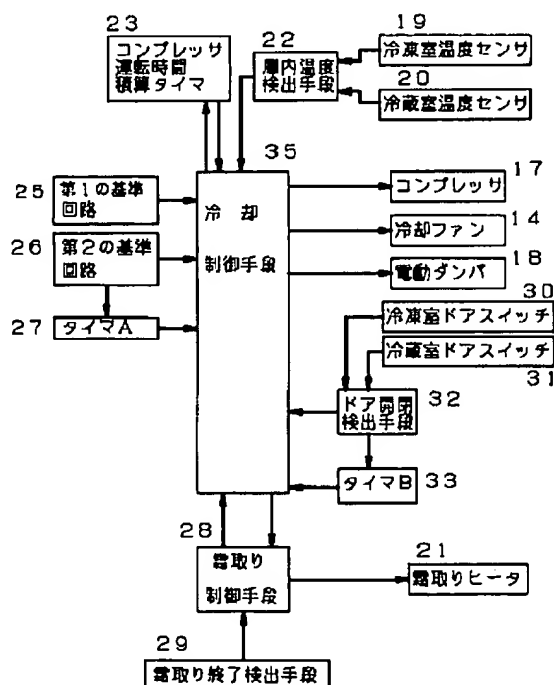 23
コンプレッサ
運転時間
積算タイマ
22
庫内温度
検出手段
19
冷凍室温度センサ
20
冷蔵室温度センサ
35
冷却
制御手段
25
第1の基準
回路
26
第2の基準
回路
27
タイマA
17
コンプレッサ
14
冷却ファン
18
電動ダンパ
30
冷凍室ドアスイッチ
冷蔵室ドアスイッチ
31
32
ドア開閉
検出手段
タイマB
33
28
霜取り
制御手段
21
霜取りヒータ
29
霜取り終了検出手段